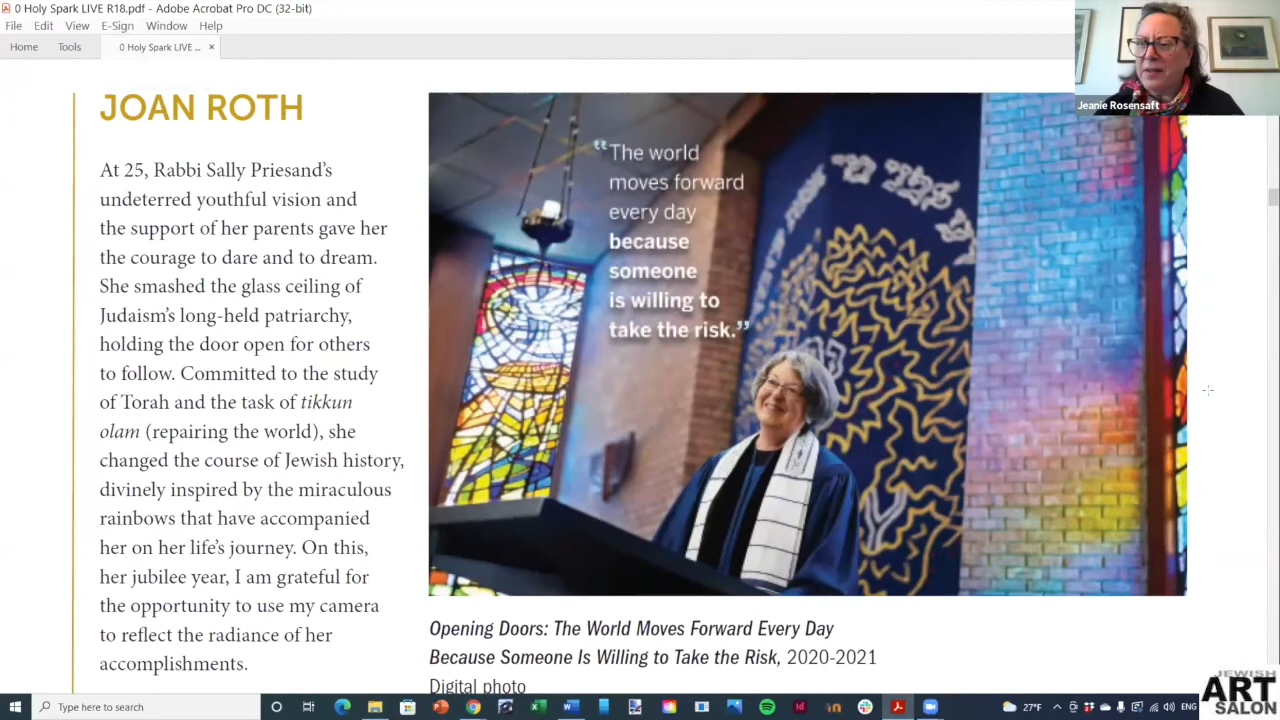 0 Holy Spark LIVE R18.pdf - Adobe Acrobat Pro DC (32-bit)
File Edit View E-Sign Window Help
Home Tools 0 Holy Spark LIVE ... ×
Jeanie Rosensaft
JOAN ROTH
At 25, Rabbi Sally Priesand’s
undeterred youthful vision and
the support of her parents gave her
the courage to dare and to dream.
She smashed the glass ceiling of
Judaism’s long-held patriarchy,
holding the door open for others
to follow. Committed to the study
of Torah and the task of tikkun
olam (repairing the world), she
changed the course of Jewish history,
divinely inspired by the miraculous
rainbows that have accompanied
her on her life’s journey. On this,
her jubilee year, I am grateful for
the opportunity to use my camera
to reflect the radiance of her
accomplishments.
“The world
moves forward
every day
because
someone
is willing to
take the risk.”
Opening Doors: The World Moves Forward Every Day
Because Someone Is Willing to Take the Risk, 2020-2021
Digital photo
JEWISH
ART
SALON
Type here to search
27°F
ENG